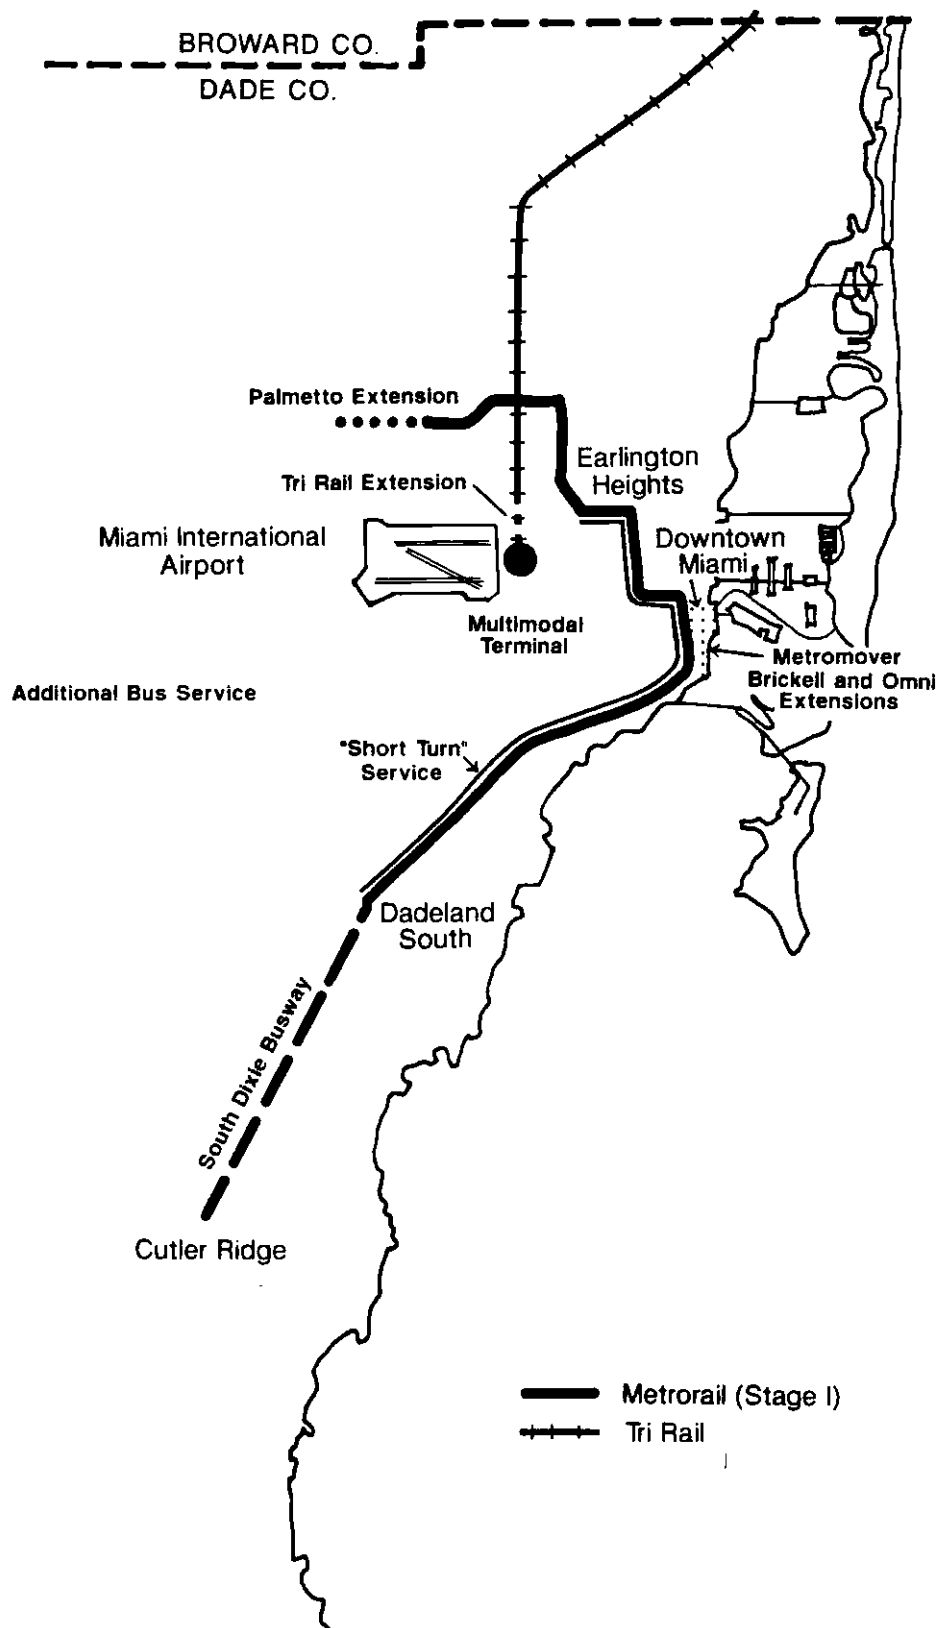 BROWARD CO.
DADE CO.
Palmetto Extension
Earlington
Heights
Tri Rail Extension
Miami International
Airport
Downtown
Miami
Multimodal
Terminal
Metromover
Brickell and Omni
Extensions
Additional Bus Service
"Short Turn"
Service
Dadeland
South
South Dixie Busway
Cutler Ridge
Metrorail (Stage I)
Tri Rail